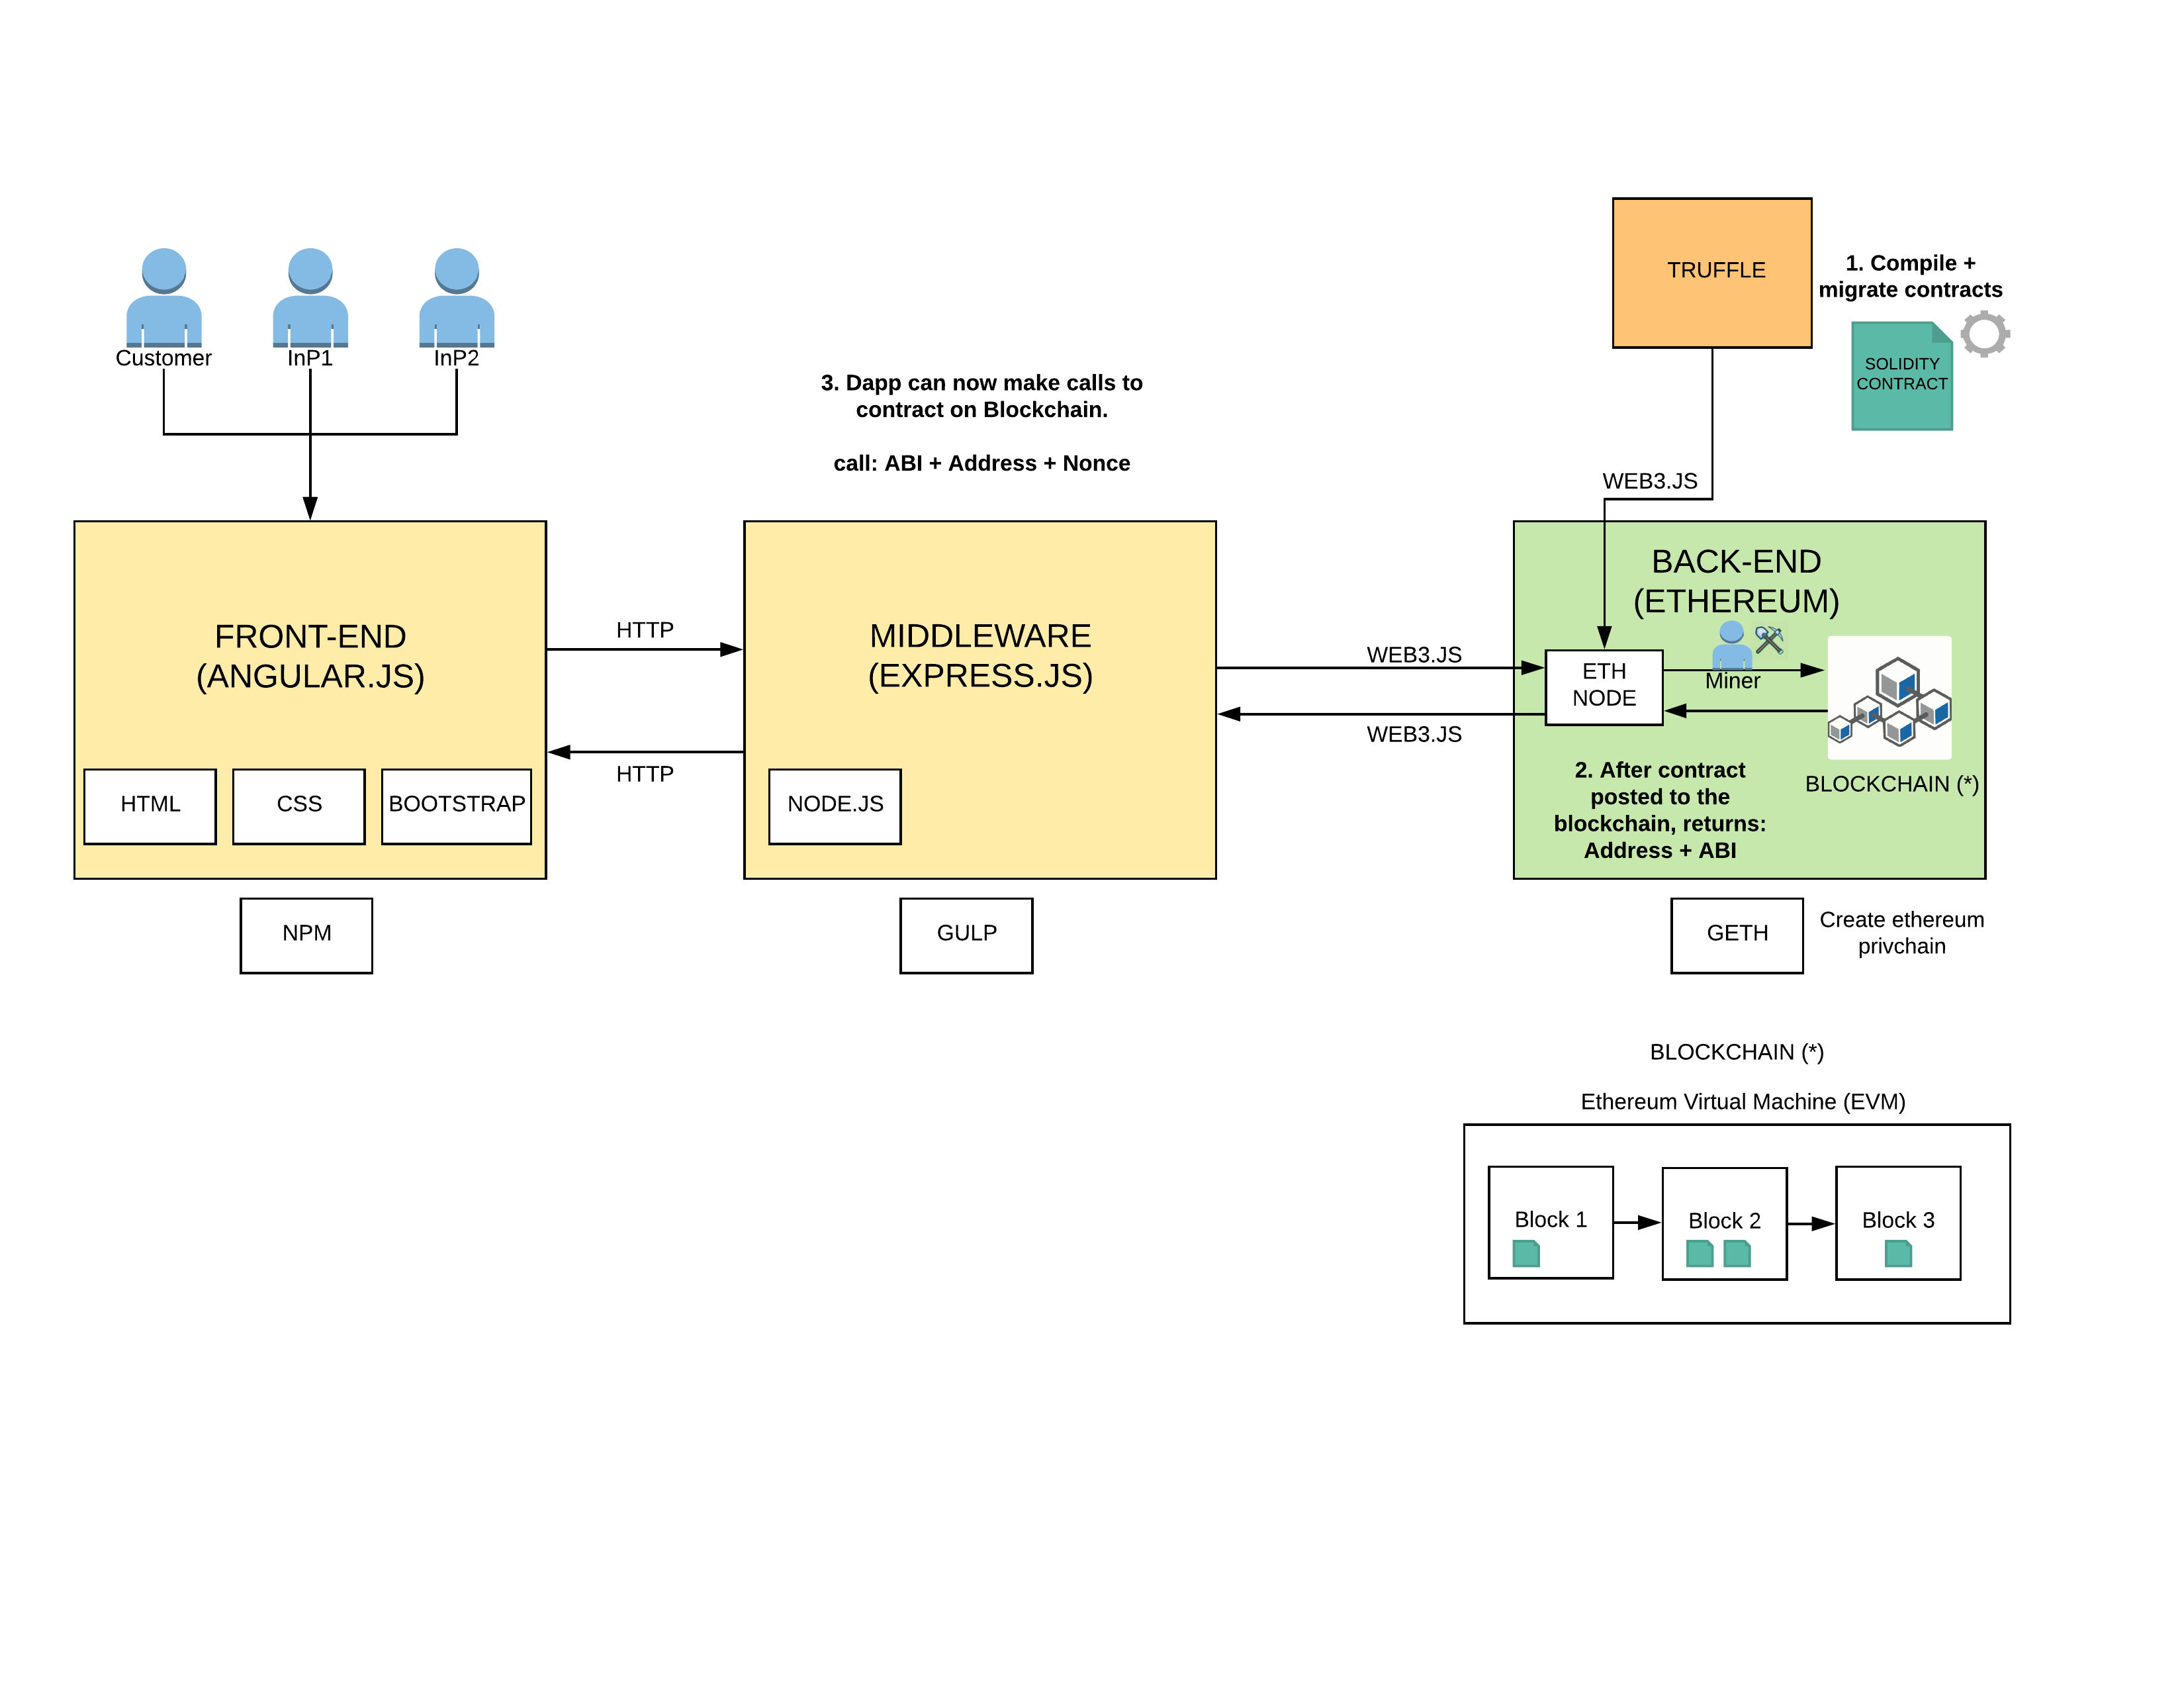 TRUFFLE
1. Compile +
migrate contracts
SOLIDITY
CONTRACT
Customer
InP1
InP2
3. Dapp can now make calls to
contract on Blockchain.
call: ABI + Address + Nonce
WEB3.JS
FRONT-END
(ANGULAR.JS)
HTML
CSS
BOOTSTRAP
NPM
HTTP
HTTP
MIDDLEWARE
(EXPRESS.JS)
NODE.JS
GULP
WEB3.JS
WEB3.JS
BACK-END
(ETHEREUM)
ETH
NODE
Miner
BLOCKCHAIN (*)
2. After contract
posted to the
blockchain, returns:
Address + ABI
GETH
Create ethereum
privchain
BLOCKCHAIN (*)
Ethereum Virtual Machine (EVM)
Block 1
Block 2
Block 3